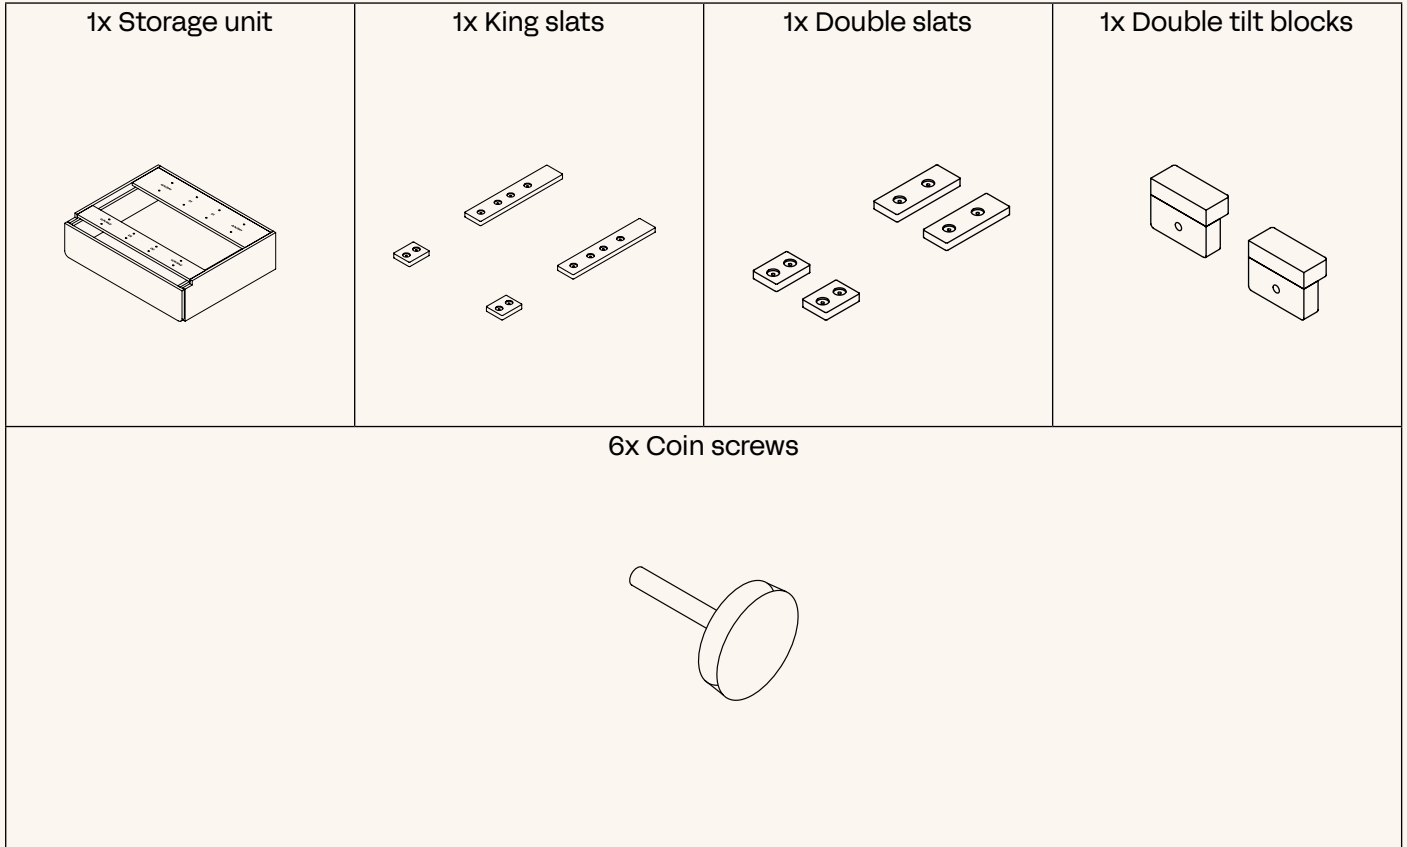 1x Storage unit
1x King slats
1x Double slats
1x Double tilt blocks
6x Coin screws